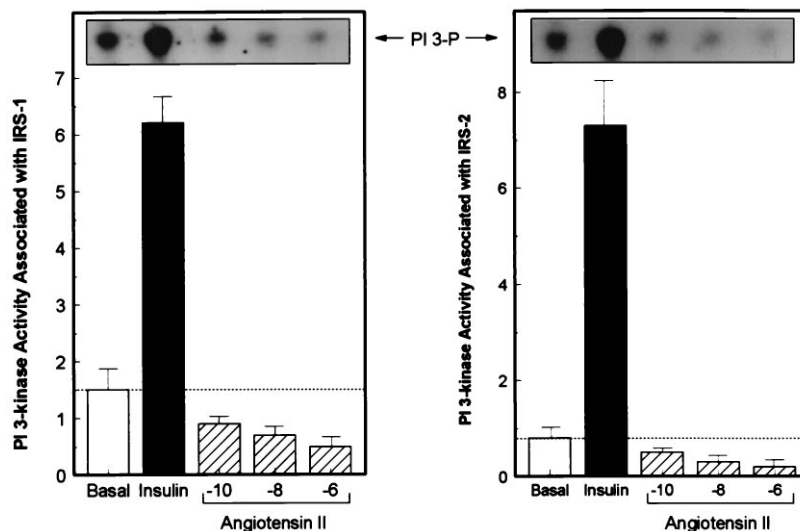 ← PI 3-P →
PI 3-kinase Activity Associated with IRS-1
7
6
5
4
3
2
1
0
Basal Insulin -10 -8 -6
Angiotensin II
PI 3-kinase Activity Associated with IRS-2
8
6
4
2
0
Basal Insulin -10 -8 -6
Angiotensin II